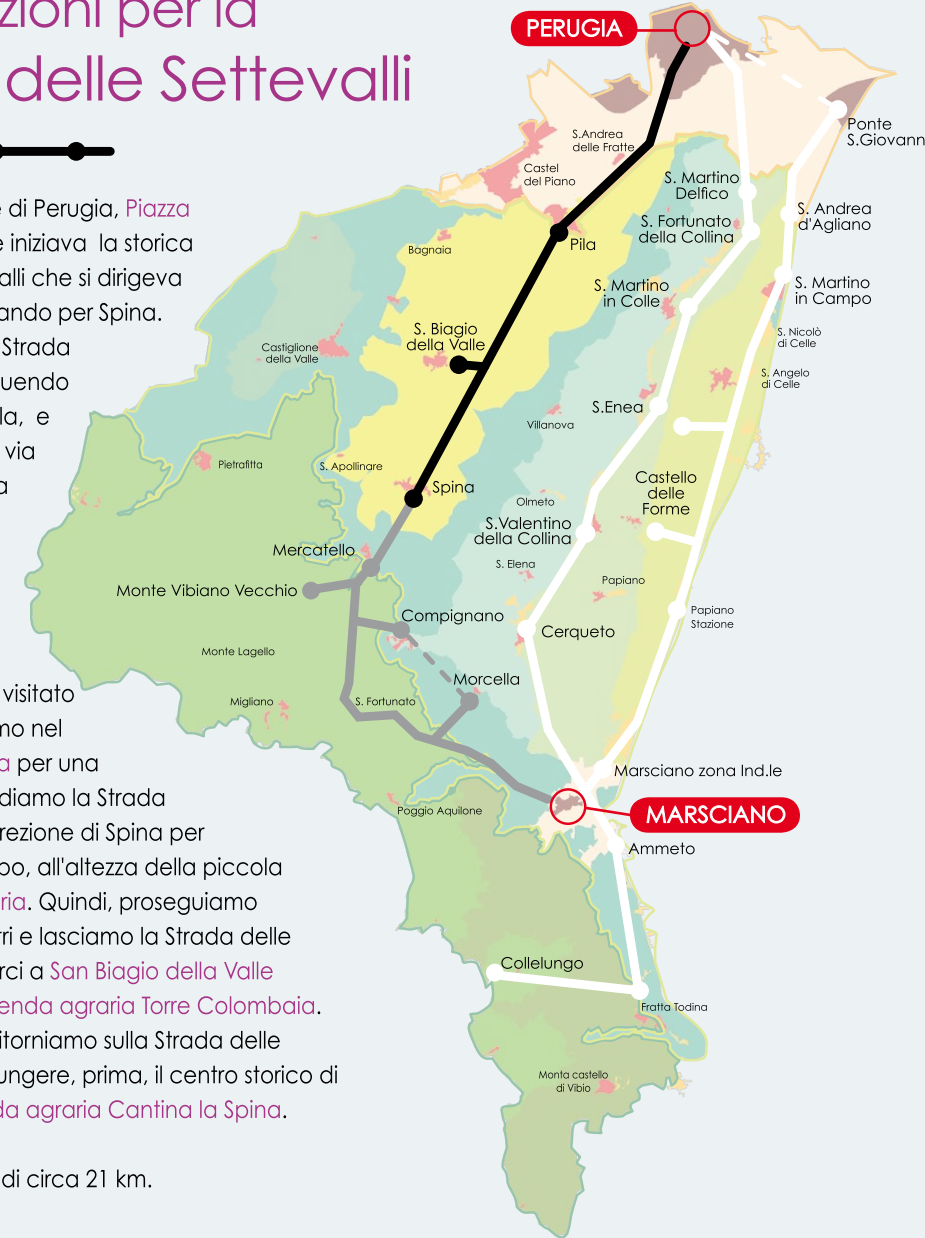 zioni per la
delle Settevalli
e di Perugia, Piazza
e iniziava la storica
alli che si dirigeva
ando per Spina.
Strada
uendo
la, e
via
a
visitato
mo nel
a per una
diamo la Strada
rezione di Spina per
po, all'altezza della piccola
ria. Quindi, proseguiamo
rri e lasciamo la Strada delle
rci a San Biagio della Valle
enda agraria Torre Colombaia.
itorniamo sulla Strada delle
ungere, prima, il centro storico di
da agraria Cantina la Spina.
di circa 21 km.
PERUGIA
Ponte
S.Giovann
S.Andrea
delle Fratte
Castel
del Piano
S. Martino
Delfico
S. Andrea
d'Agliano
S. Fortunato
della Collina
Pila
Bagnaia
S. Martino
in Colle
S. Martino
in Campo
S. Nicolò
di Celle
S. Biagio
della Valle
Castiglione
della Valle
S. Angelo
di Celle
S.Enea
Villanova
Pietrafitta
S. Apollinare
Spina
Castello
delle
Forme
Olmeto
S.Valentino
della Collina
Mercatello
S. Elena
Monte Vibiano Vecchio
Papiano
Compignano
Papiano
Stazione
Cerqueto
Monte Lagello
Morcella
Migliano
S. Fortunato
Marsciano zona Ind.le
Poggio Aquilone
MARSCIANO
Ammeto
Collelungo
Fratta Todina
Monta castello
di Vibio